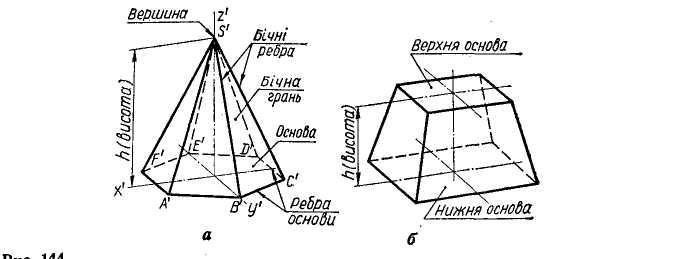 Вершина
Z'
S'
Бічні
ребра
Бічна
грань
h (висота)
Основа
F'
E'
D'
X'
A'
B'
C'
У'
Ребра
основи
а
Верхня основа
h (висота)
Нижня основа
б
Рис. 144